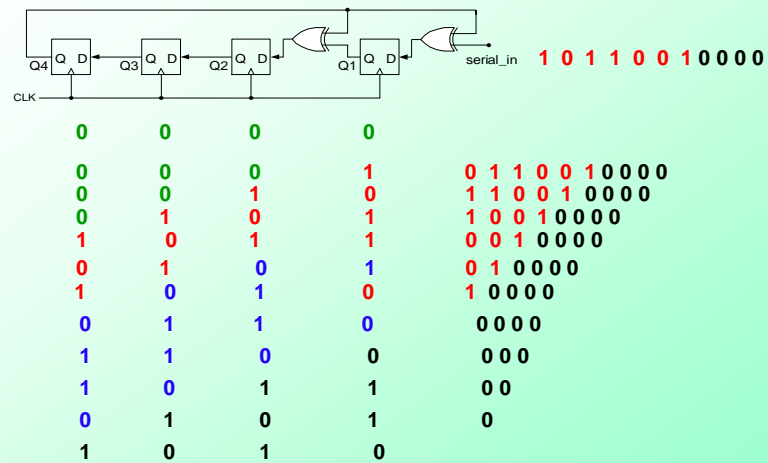 Q D Q D Q D Q D
Q4 Q3 Q2 Q1 serial_in 1 0 1 1 0 0 1 0 0 0 0
CLK
0 0 0 0
0 0 0 1 0 1 1 0 0 1 0 0 0 0
0 0 1 0 1 1 0 0 1 0 0 0 0
0 1 0 1 1 0 0 1 0 0 0 0
1 0 1 1 0 0 1 0 0 0 0
0 1 0 1 0 1 0 0 0 0
1 0 1 0 1 0 0 0 0
0 1 1 0 0 0 0 0
1 1 0 0 0 0 0
1 0 1 1 0 0
0 1 0 1 0
1 0 1 0